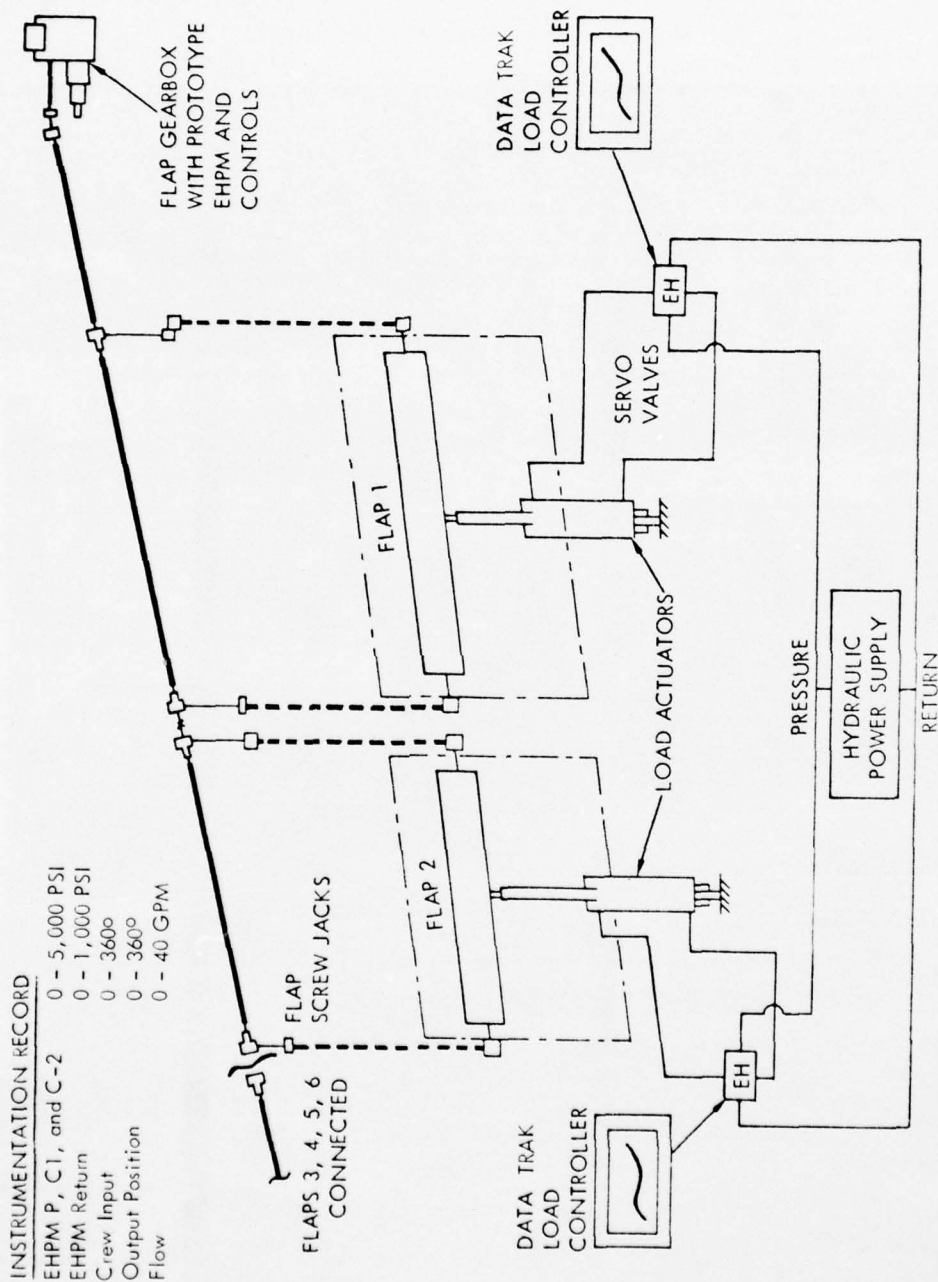 INSTRUMENTATION RECORD
EHPM P, C1, and C-2 0 - 5,000 PSI
EHPM Return 0 - 1,000 PSI
Crew Input 0 - 360º
Output Position 0 - 360º
Flow 0 - 40 GPM
FLAP GEARBOX
WITH PROTOTYPE
EHPM AND
CONTROLS
FLAPS 3, 4, 5, 6
CONNECTED
FLAP
SCREW JACKS
FLAP 2
FLAP 1
DATA TRAK
LOAD
CONTROLLER
EH
LOAD ACTUATORS
SERVO
VALVES
EH
DATA TRAK
LOAD
CONTROLLER
PRESSURE
HYDRAULIC
POWER SUPPLY
RETURN